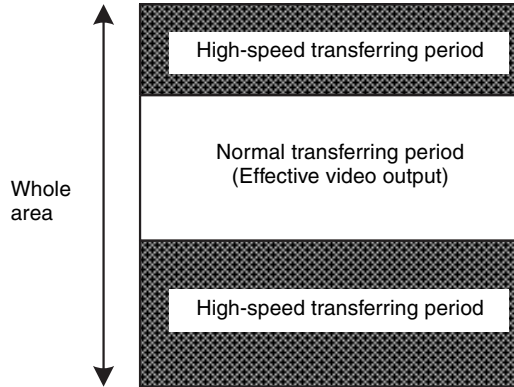 High-speed transferring period
Normal transferring period
(Effective video output)
Whole
area
High-speed transferring period